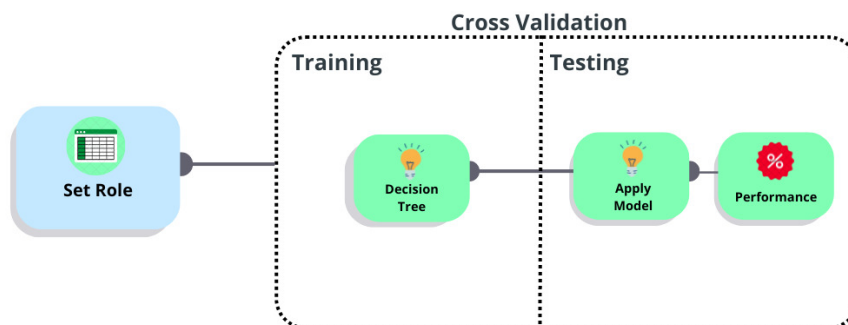 Cross Validation
Training
Testing
Set Role
Decision
Tree
Apply
Model
%
Performance